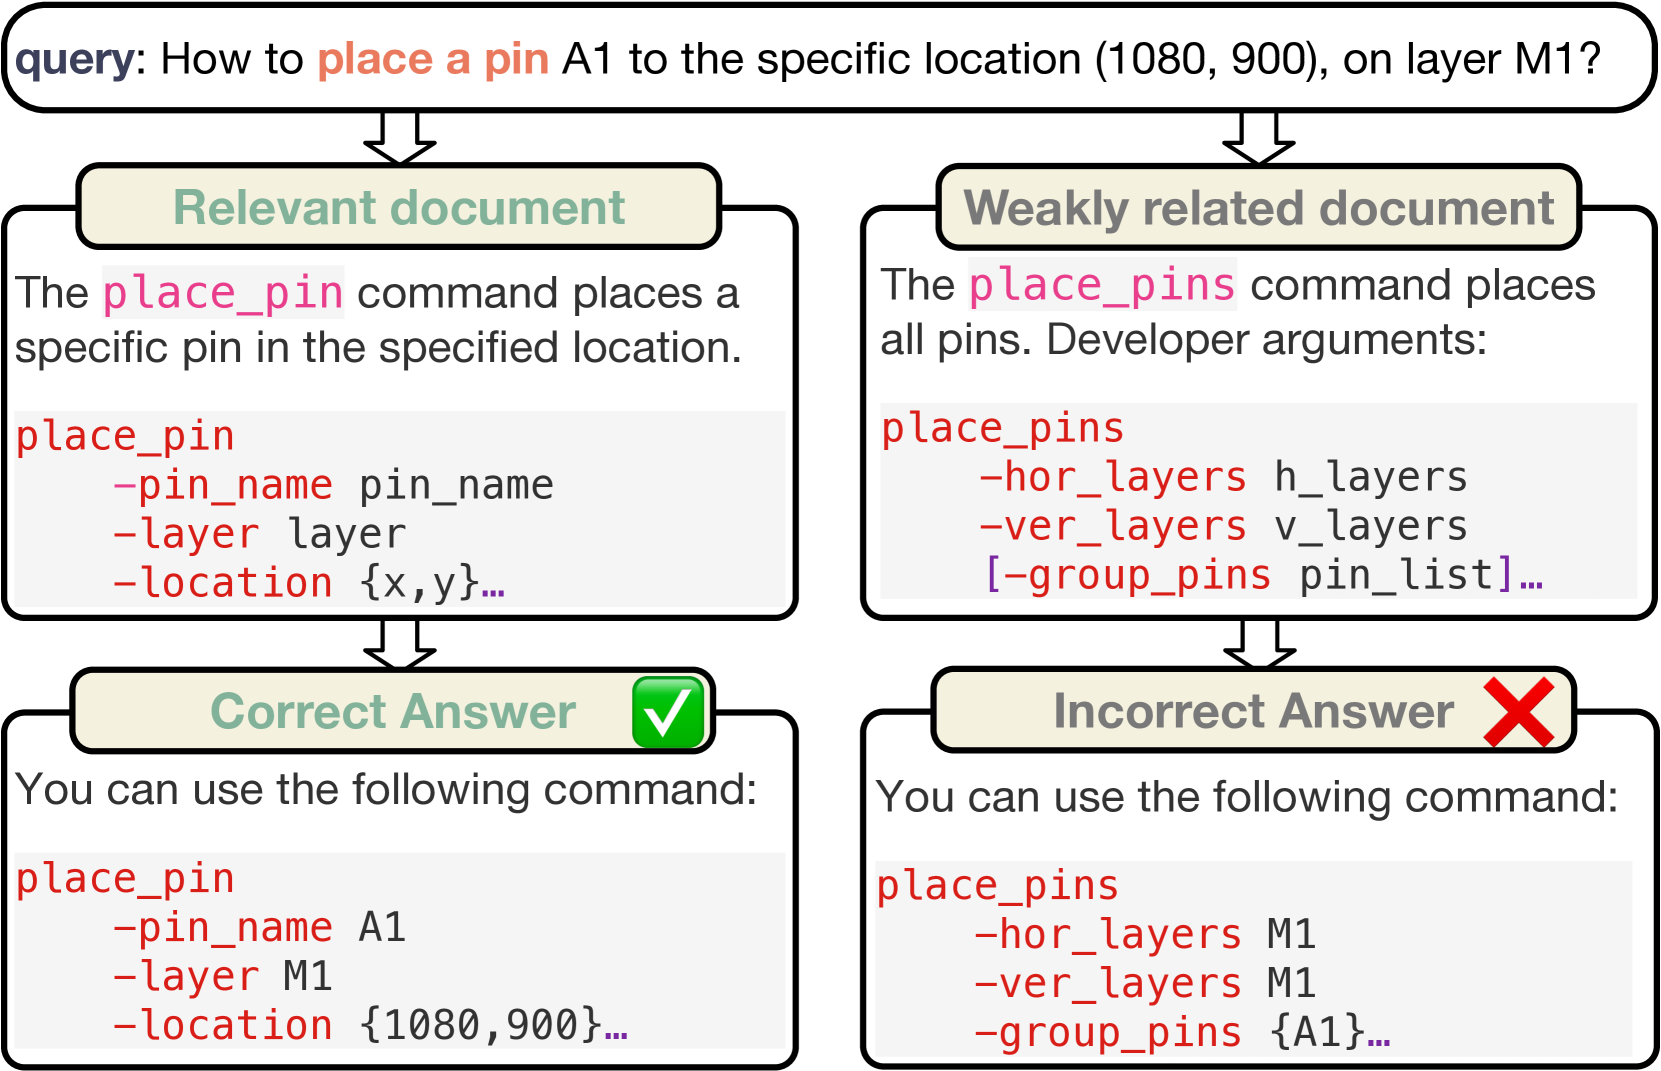 query: How to place a pin A1 to the specific location (1080, 900), on layer M1?
Relevant document
The place_pin command places a
specific pin in the specified location.
place_pin
-pin_name pin_name
-layer layer
-location {x,y}…
Correct Answer
You can use the following command:
place_pin
-pin_name A1
-layer M1
-location {1080,900}…
Weakly related document
The place_pins command places
all pins. Developer arguments:
place_pins
-hor_layers h_layers
-ver_layers v_layers
[-group_pins pin_list]…
Incorrect Answer
You can use the following command:
place_pins
-hor_layers M1
-ver_layers M1
-group_pins {A1}…